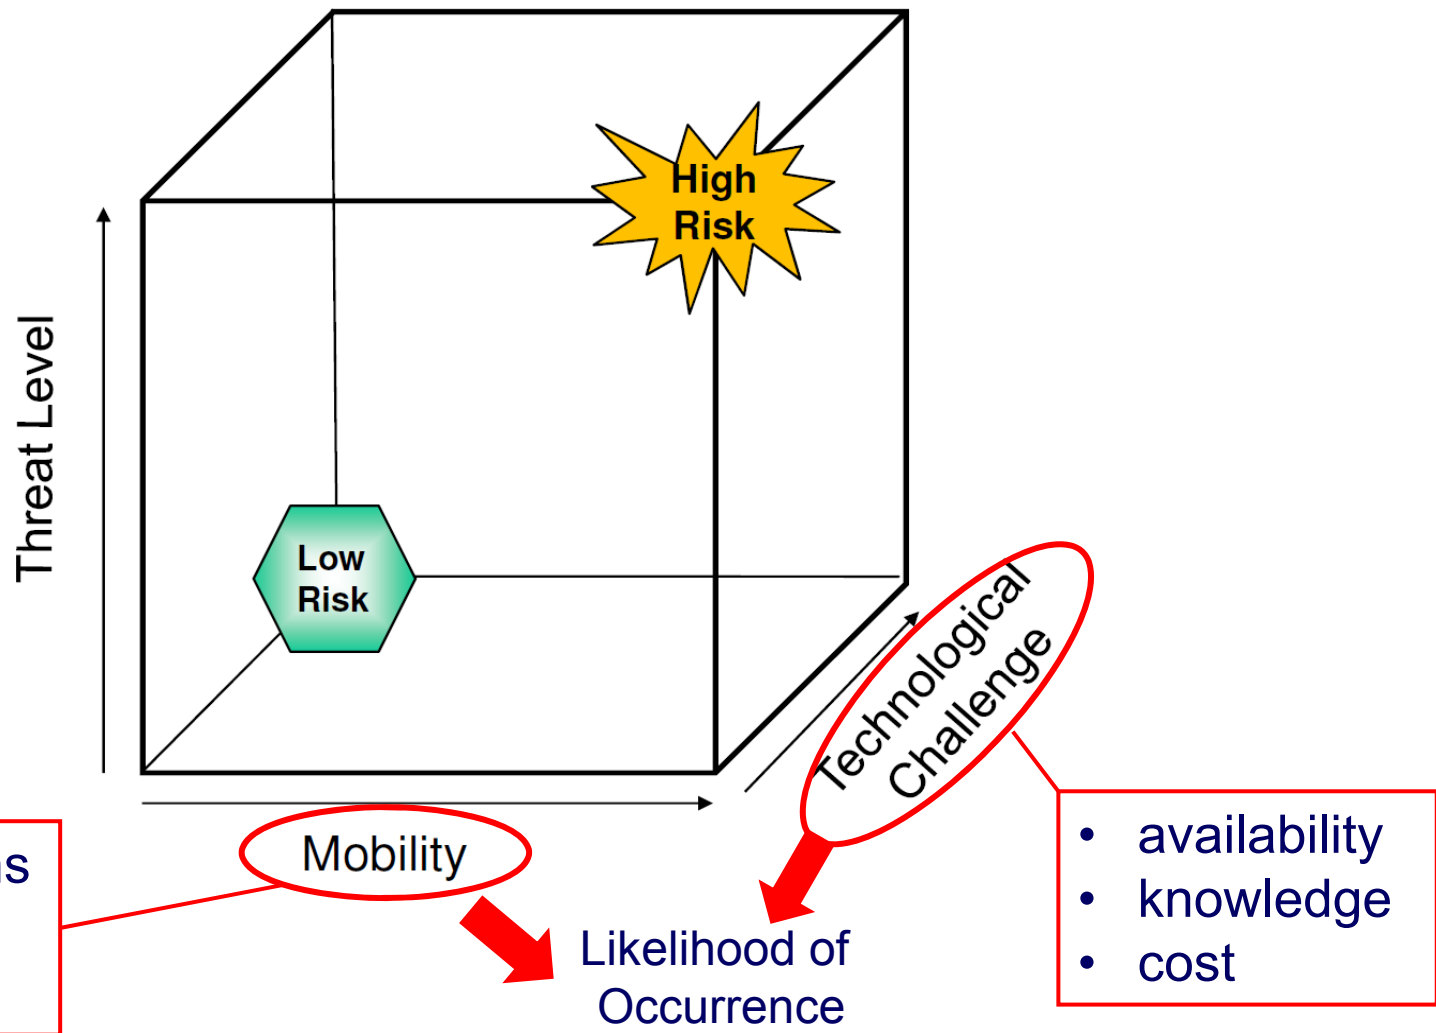 High
Risk
Threat Level
Low
Risk
Technological
Challenge
Mobility
• availability
• knowledge
• cost
Likelihood of
Occurrence